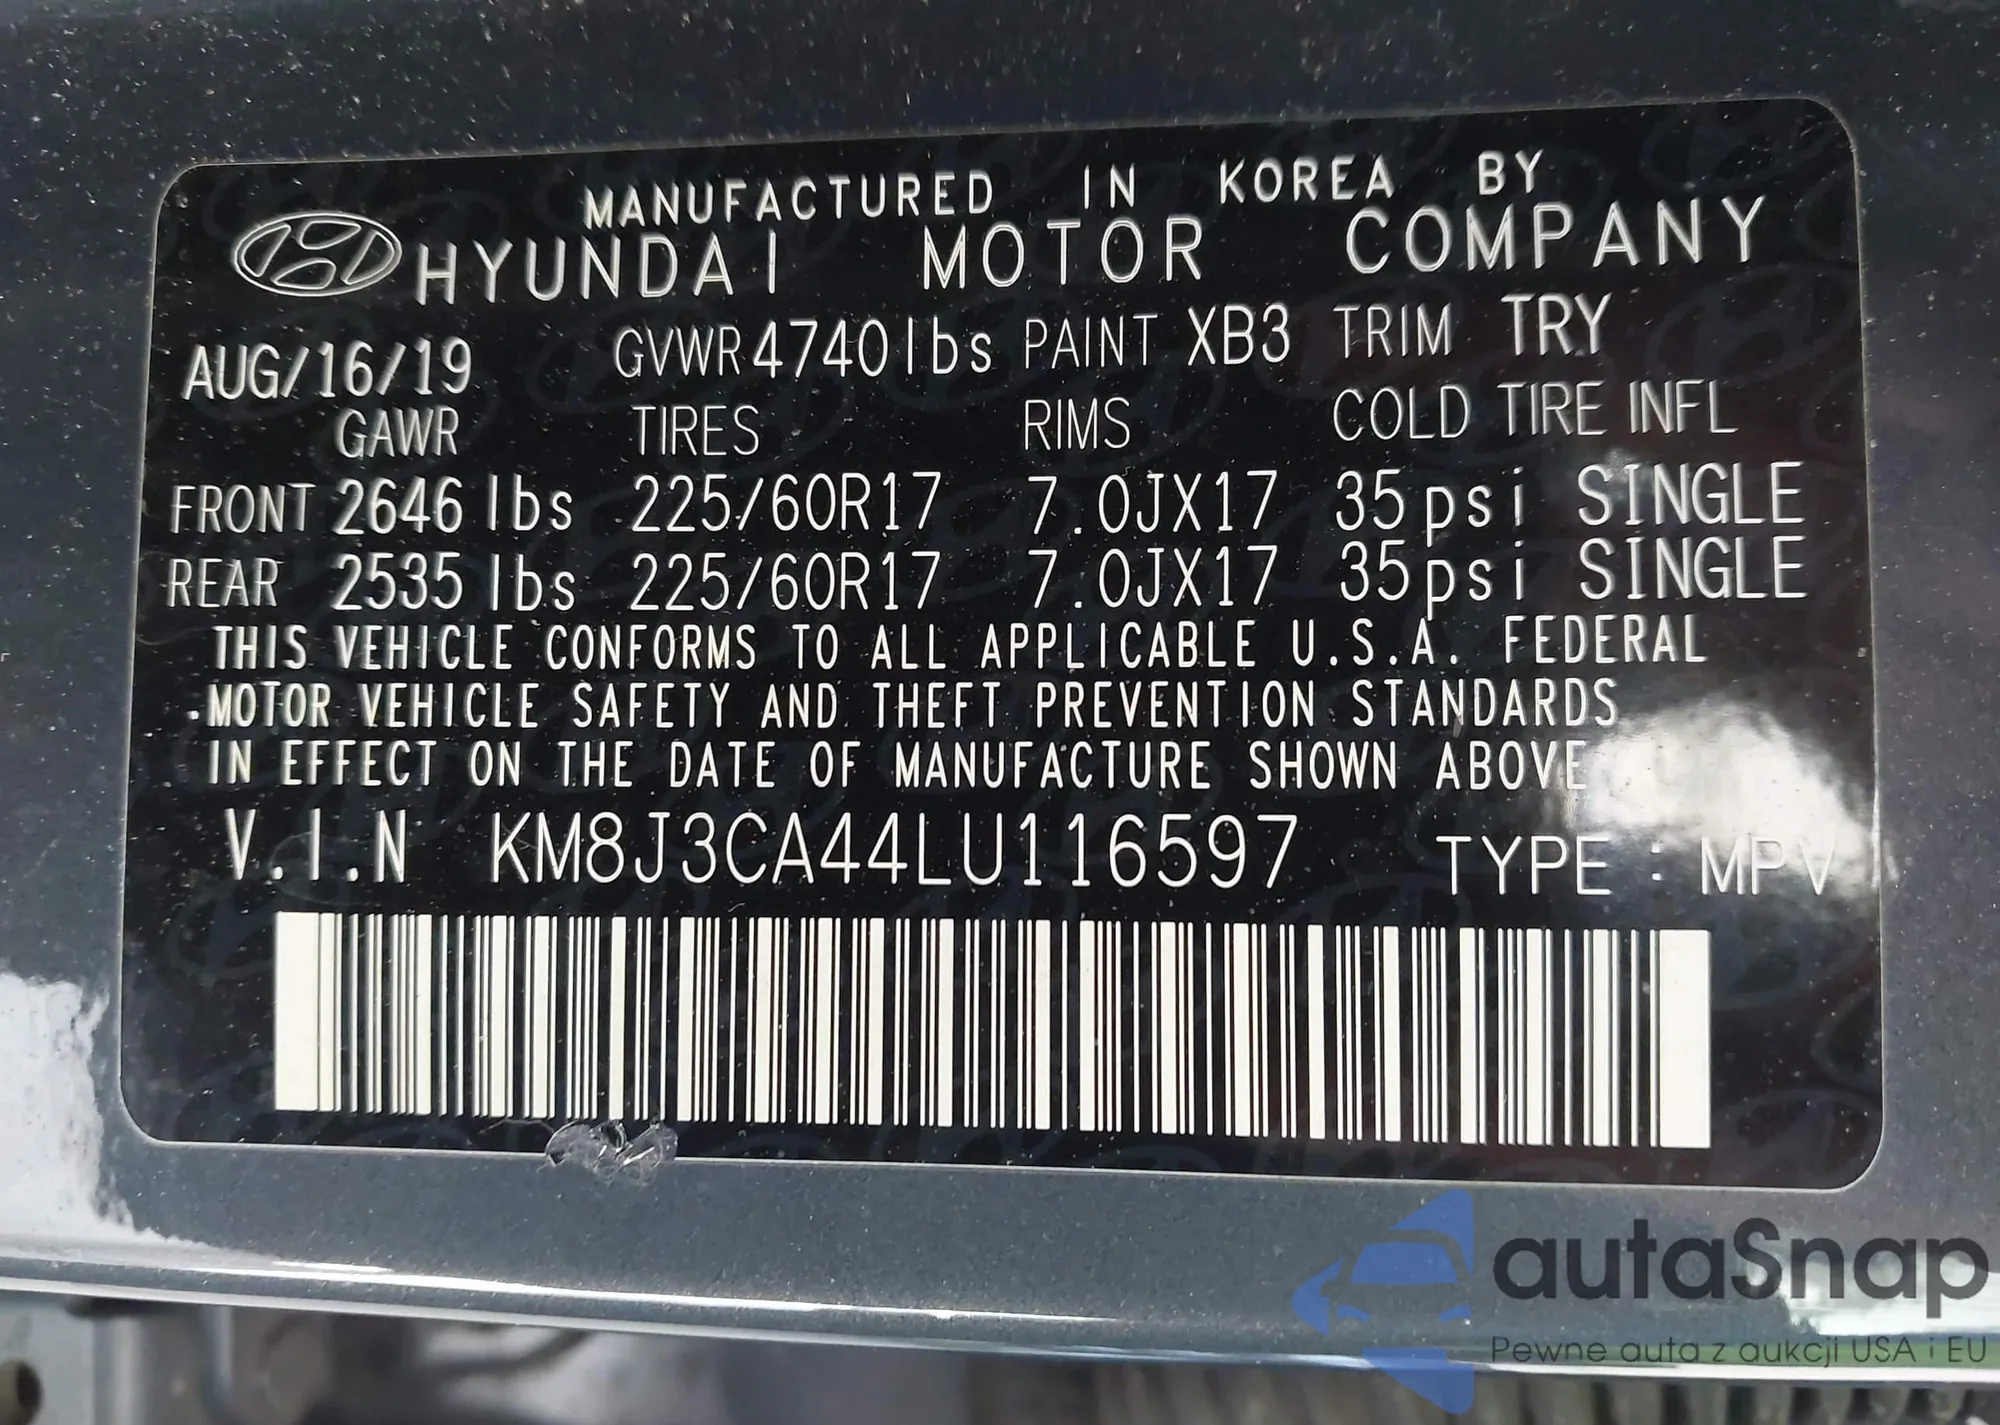 MANUFACTURED IN KOREA BY
HYUNDAI MOTOR COMPANY
AUG/16/19 GVWR 4740lbs PAINT XB3 TRIM TRY
GAWR TIRES RIMS COLD TIRE INFL
FRONT 2646 lbs 225/60R17 7.0JX17 35psi SINGLE
REAR 2535 lbs 225/60R17 7.0JX17 35psi SINGLE
THIS VEHICLE CONFORMS TO ALL APPLICABLE U.S.A. FEDERAL
MOTOR VEHICLE SAFETY AND THEFT PREVENTION STANDARDS
IN EFFECT ON THE DATE OF MANUFACTURE SHOWN ABOVE
V.I.N KM8J3CA44LU116597 TYPE : MPV
autaSnap
Pewne auta z aukcji USA i EU